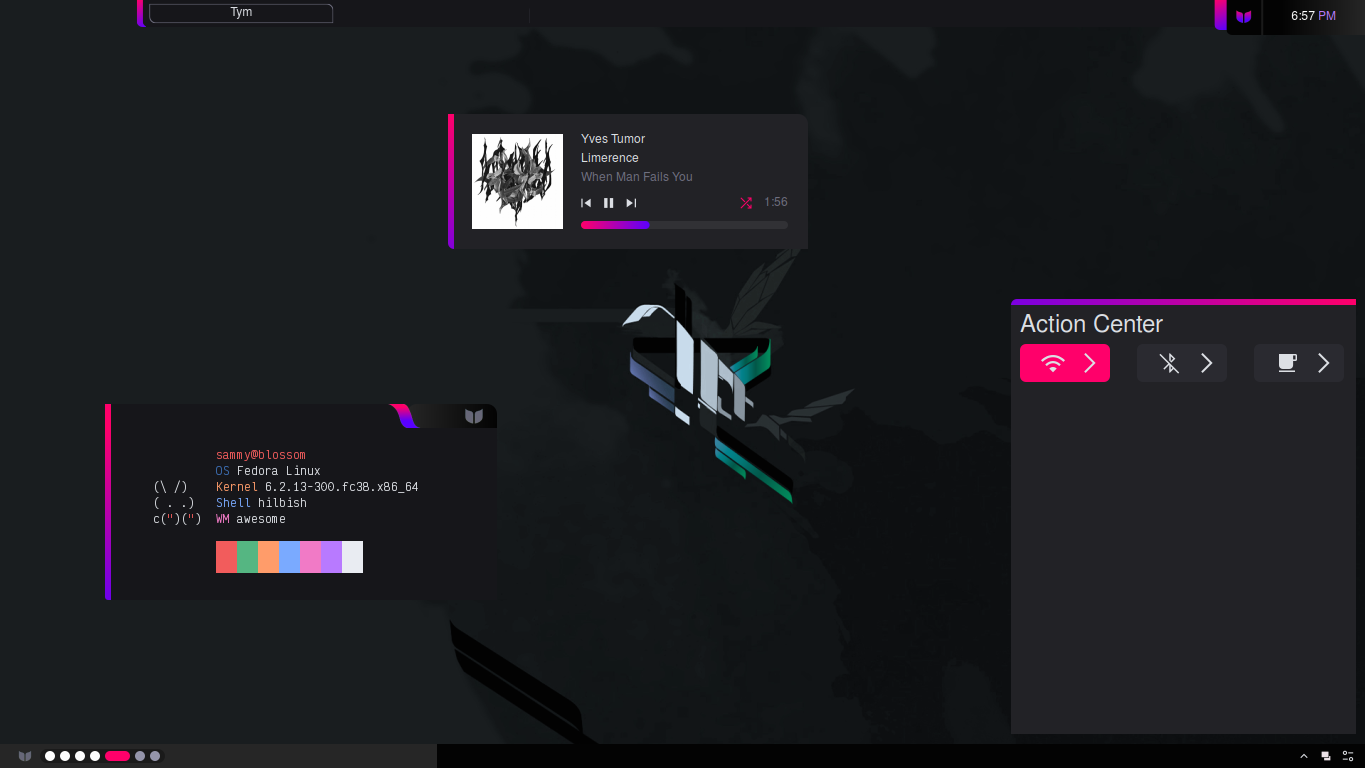 Tym
6:57 PM
Yves Tumor
Limerence
When Man Fails You
1:56
Action Center
sammy@blossom
OS Fedora Linux
(\ /) Kernel 6.2.13-300.fc38.x86_64
( . .) Shell hilbish
c(")(") WM awesome